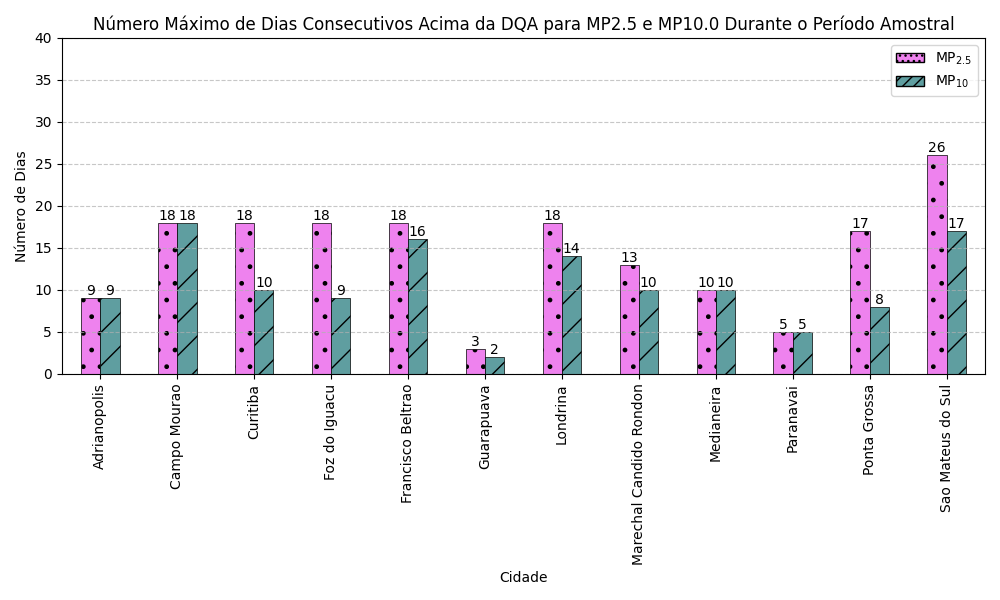 Número Máximo de Dias Consecutivos Acima da DQA para MP2.5 e MP10.0 Durante o Período Amostral
MP2.5
MP10
Número de Dias
40
35
30
25
20
15
10
5
0
9 9
18 18
18 10
18 9
18 16
3 2
18 14
13 10
10 10
5 5
17 8
26 17
Adrianopolis
Campo Mourao
Curitiba
Foz do Iguacu
Francisco Beltrao
Guarapuava
Londrina
Marechal Candido Rondon
Medianeira
Paranavai
Ponta Grossa
Sao Mateus do Sul
Cidade